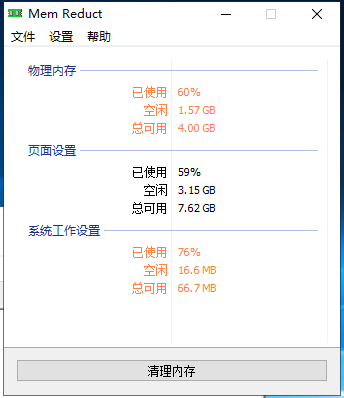 Mem Reduct
文件 设置 帮助
物理内存
已使用 60%
空闲 1.57 GB
总可用 4.00 GB
页面设置
已使用 59%
空闲 3.15 GB
总可用 7.62 GB
系统工作设置
已使用 76%
空闲 16.6 MB
总可用 66.7 MB
清理内存